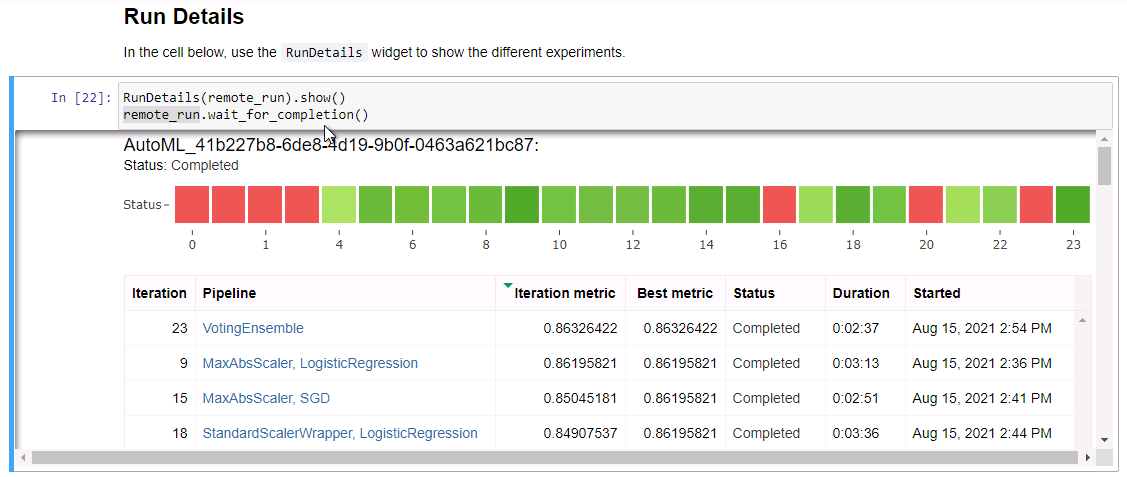 Run Details
In the cell below, use the RunDetails widget to show the different experiments.
In [22]: RunDetails(remote_run).show()
remote_run.wait_for_completion()
AutoML_41b227b8-6de8-4d19-9b0f-0463a621bc87:
Status: Completed
Status
0 1 4 6 8 10 12 14 16 18 20 22 23
Iteration Pipeline Iteration metric Best metric Status Duration Started
23 VotingEnsemble 0.86326422 0.86326422 Completed 0:02:37 Aug 15, 2021 2:54 PM
9 MaxAbsScaler, LogisticRegression 0.86195821 0.86195821 Completed 0:03:13 Aug 15, 2021 2:36 PM
15 MaxAbsScaler, SGD 0.85045181 0.86195821 Completed 0:02:51 Aug 15, 2021 2:41 PM
18 StandardScalerWrapper, LogisticRegression 0.84907537 0.86195821 Completed 0:03:36 Aug 15, 2021 2:44 PM